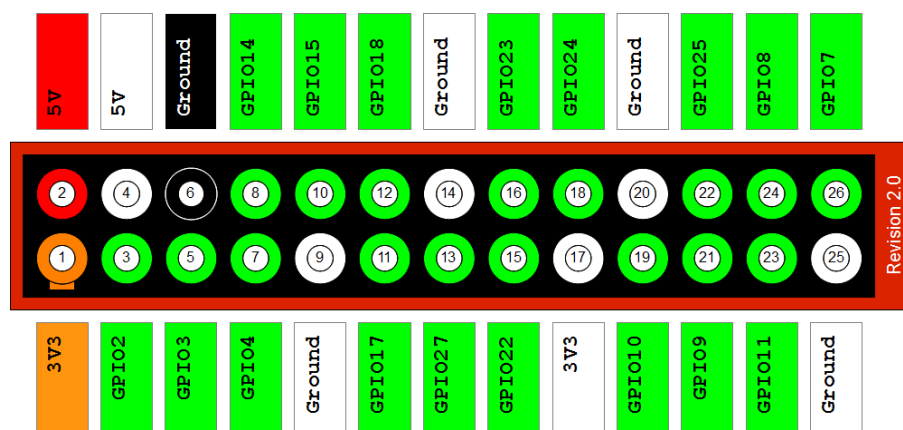 5V
5V
Ground
GPIO14
GPIO15
GPIO18
Ground
GPIO23
GPIO24
Ground
GPIO25
GPIO8
GPIO7
2 4 6 8 10 12 14 16 18 20 22 24 26
1 3 5 7 9 11 13 15 17 19 21 23 25
Revision 2.0
3V3
GPIO2
GPIO3
GPIO4
Ground
GPIO17
GPIO27
GPIO22
3V3
GPIO10
GPIO9
GPIO11
Ground